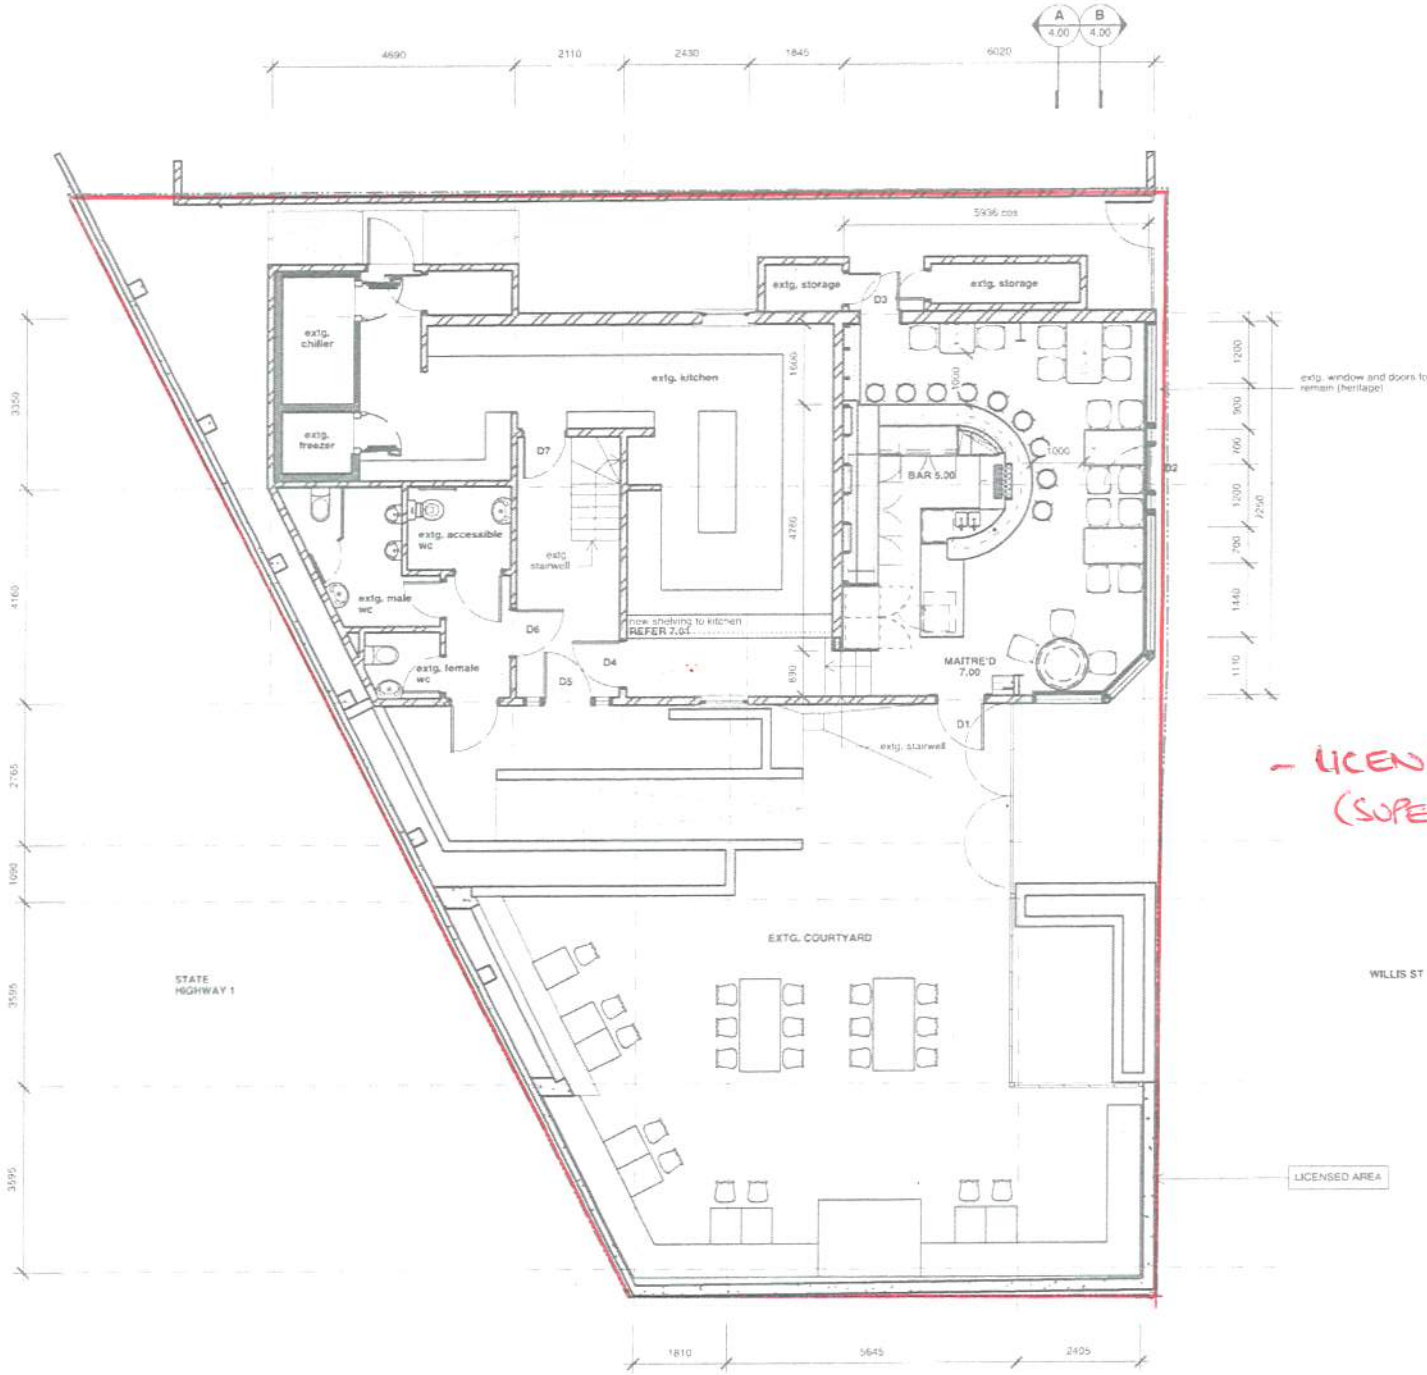 A
B
4.00
4.00
4690
2110
2430
1845
6020
5936 cos
extg. storage
extg. storage
D3
extg.
chiller
extg. kitchen
1600
1000
1200
extg. window and doors to
remain (heritage)
3350
900
extg.
freezer
D7
BAR 5.00
1000
700
D2
1200
7250
extg. accessible
wc
4760
extg
stairwell
700
4160
extg. male
wc
1440
new shelving to kitchen
REFER 7.01
D6
extg. female
wc
D4
D5
690
MAITRE'D
7.00
1110
D1
extg. stairwell
2765
- LICEN
(SUPE
1090
EXTG. COURTYARD
STATE
HIGHWAY 1
WILLIS ST
3595
LICENSED AREA
3595
1810
5645
2405